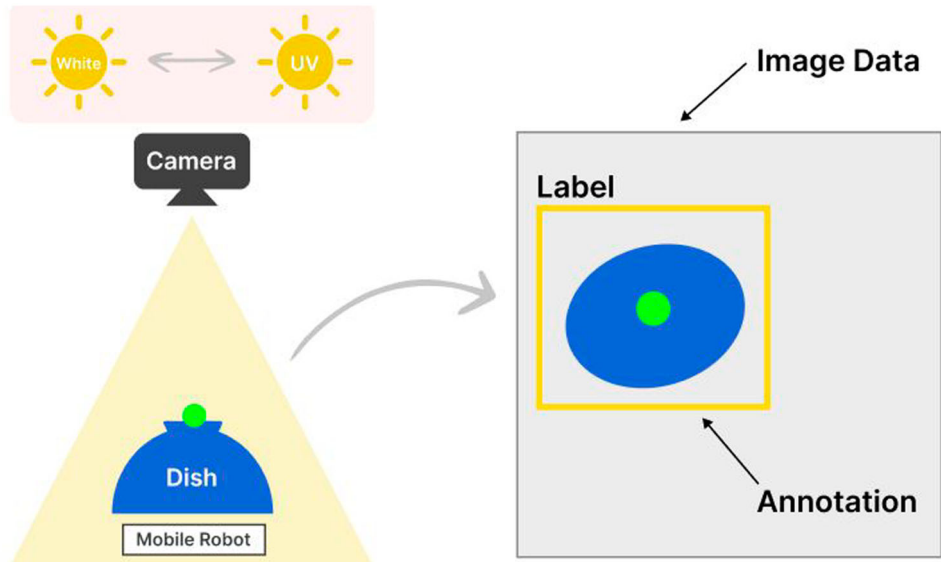 White
UV
Camera
Dish
Mobile Robot
Image Data
Label
Annotation